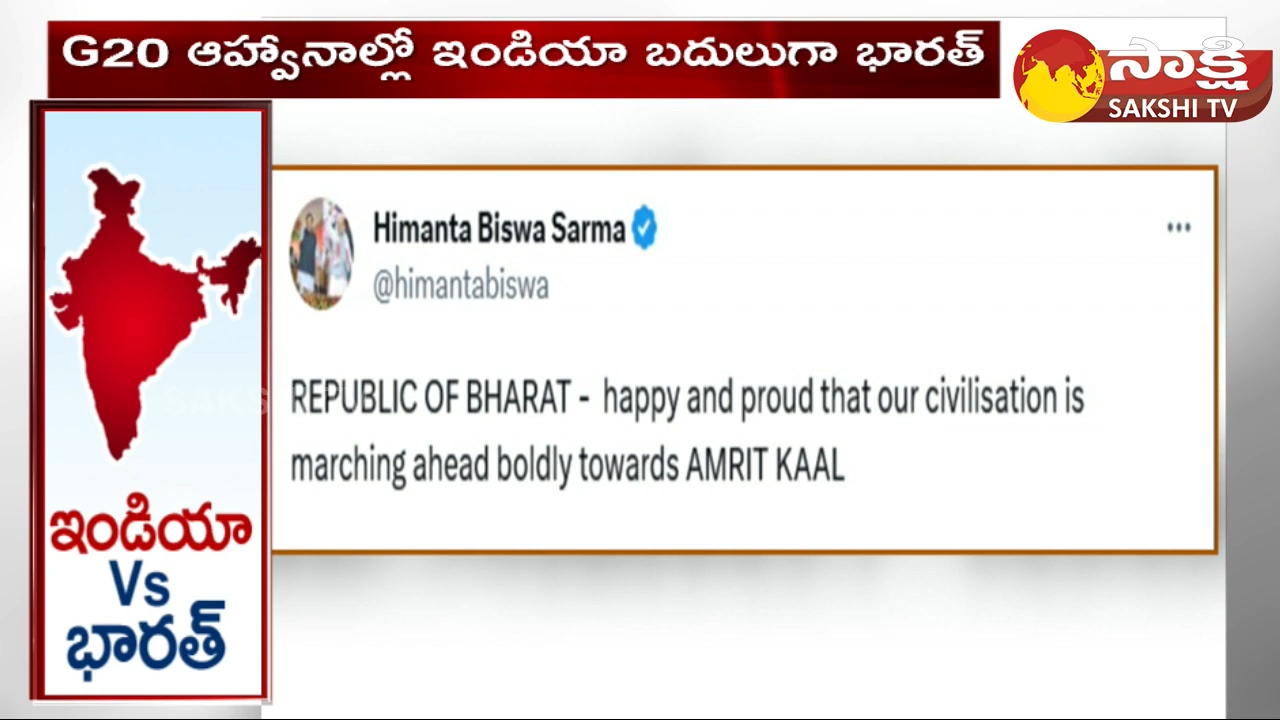 G20 ఆహ్వానాల్లో ఇండియా బదులుగా భారత్
సాక్షి
SAKSHI TV
Himanta Biswa Sarma
@himantabiswa
REPUBLIC OF BHARAT - happy and proud that our civilisation is
marching ahead boldly towards AMRIT KAAL
ఇండియా
Vs
భారత్